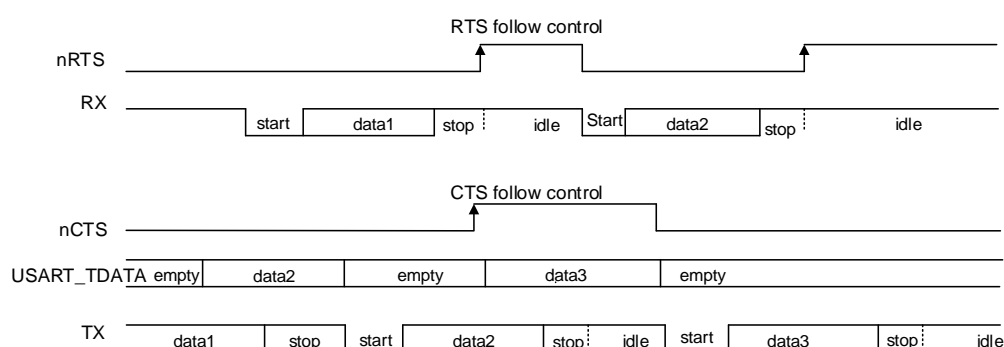 RTS follow control
nRTS
RX
start data1 stop idle Start data2 stop idle
CTS follow control
nCTS
USART_TDATA empty data2 empty data3 empty
TX
data1 stop start data2 stop idle start data3 stop idle